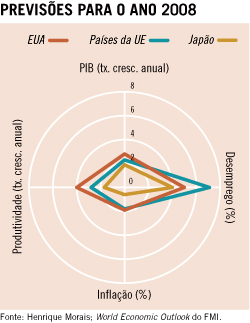 PREVISÕES PARA O ANO 2008
EUA Países da UE Japão
PIB (tx. cresc. anual)
8
6
4
2
0
Produtividade (tx. cresc. anual)
Desemprego (%)
Inflação (%)
Fonte: Henrique Morais; World Economic Outlook do FMI.